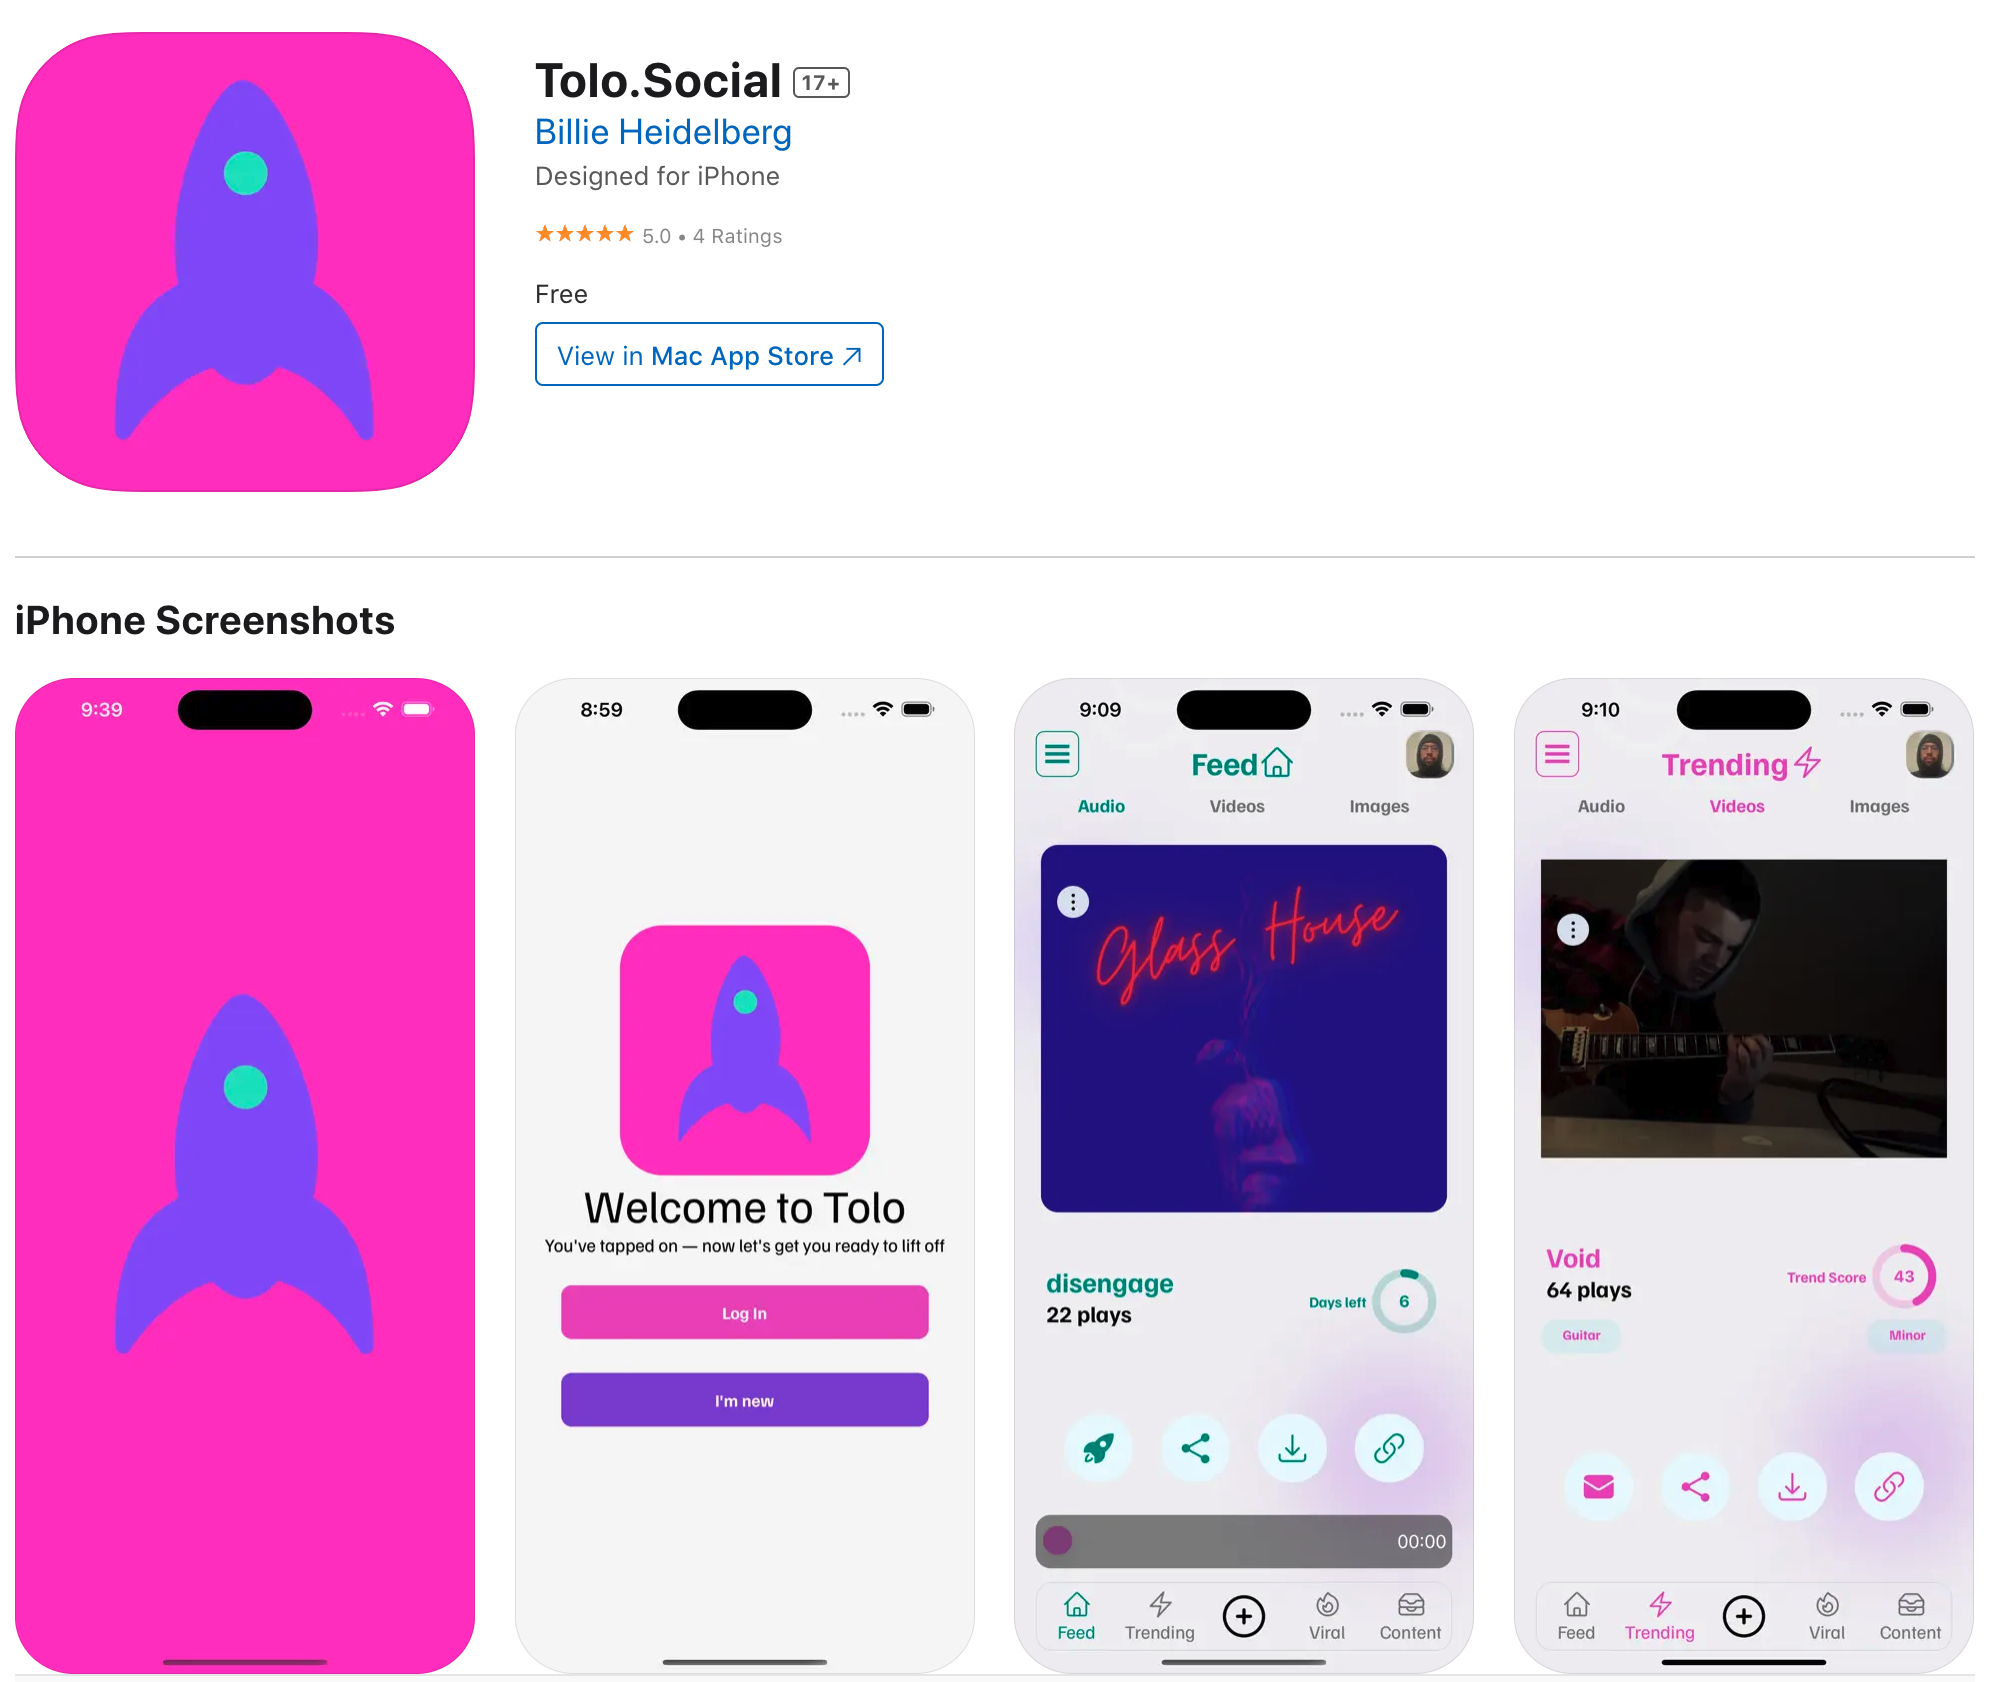 Tolo.Social 17+
Billie Heidelberg
Designed for iPhone
5.0 • 4 Ratings
Free
View in Mac App Store
iPhone Screenshots
9:39
8:59
Welcome to Tolo
You've tapped on — now let's get you ready to lift off
Log In
I'm new
9:09
Feed
Audio Videos Images
Glass House
disengage
22 plays
Days left 6
00:00
Feed Trending Viral Content
9:10
Trending
Audio Videos Images
Void
64 plays
Trend Score 43
Guitar Minor
Feed Trending Viral Content